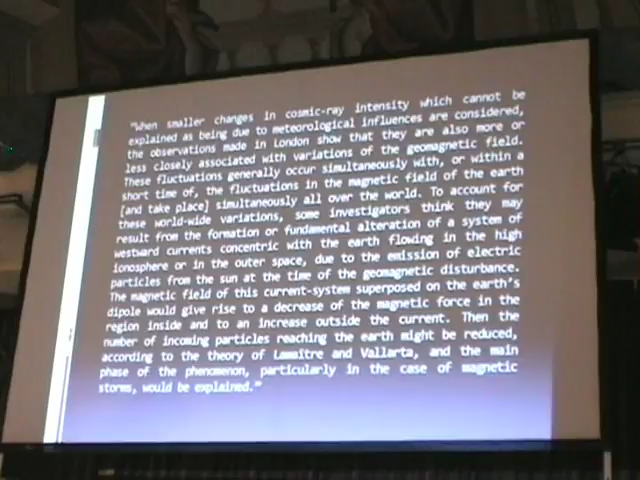 "When smaller changes in cosmic-ray intensity which cannot be
explained as being due to meteorological influences are considered,
the observations made in London show that they are also more or
less closely associated with variations of the geomagnetic field.
These fluctuations generally occur simultaneously with, or within a
short time of, the fluctuations in the magnetic field of the earth
[and take place] simultaneously all over the world. To account for
these world-wide variations, some investigators think they may
result from the formation or fundamental alteration of a system of
westward currents concentric with the earth flowing in the high
ionosphere or in the outer space, due to the emission of electric
particles from the sun at the time of the geomagnetic disturbance.
The magnetic field of this current-system superposed on the earth's
dipole would give rise to a decrease of the magnetic force in the
region inside and to an increase outside the current. Then the
number of incoming particles reaching the earth might be reduced,
according to the theory of Lemaître and Vallarta, and the main
phase of the phenomenon, particularly in the case of magnetic
storms, would be explained."